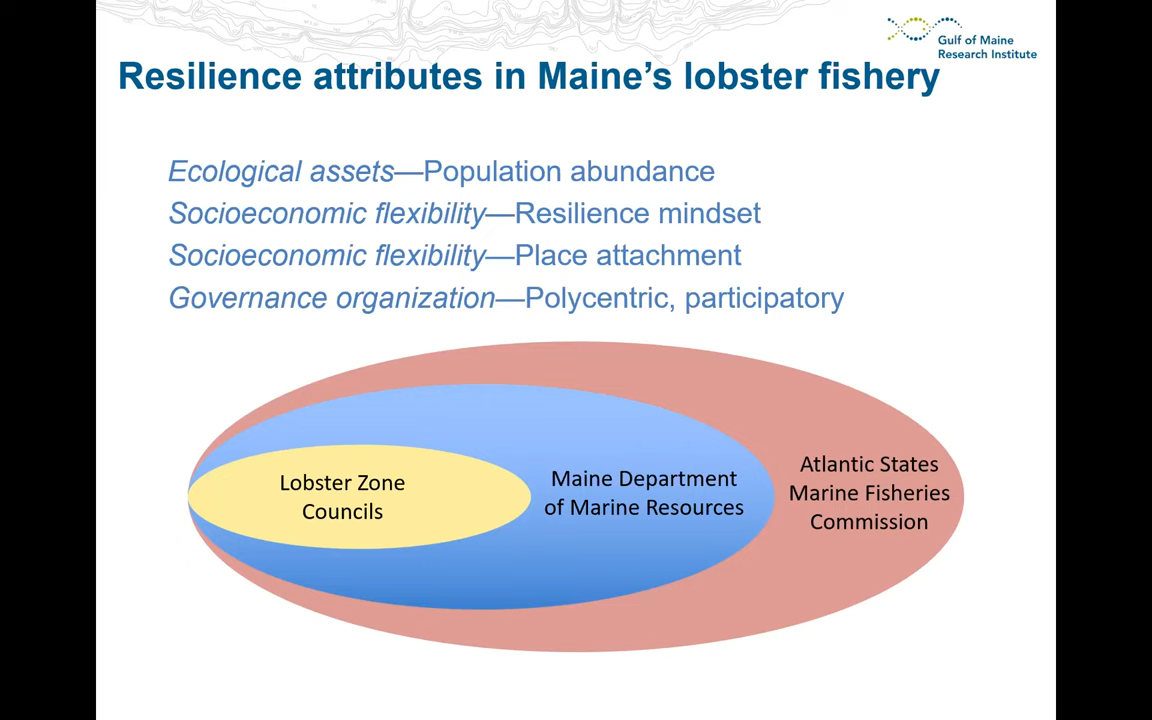 Gulf of Maine
Research Institute
Resilience attributes in Maine’s lobster fishery
Ecological assets—Population abundance
Socioeconomic flexibility—Resilience mindset
Socioeconomic flexibility—Place attachment
Governance organization—Polycentric, participatory
Lobster Zone
Councils
Maine Department
of Marine Resources
Atlantic States
Marine Fisheries
Commission